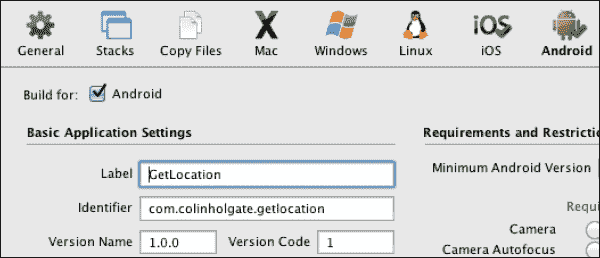 General Stacks Copy Files Mac Windows Linux iOS Android
iOS
Build for: Android
Basic Application Settings
Requirements and Restrictio
Label GetLocation
Minimum Android Version
Identifier com.colinholgate.getlocation
Requi
Version Name 1.0.0 Version Code 1
Camera
Camera Autofocus